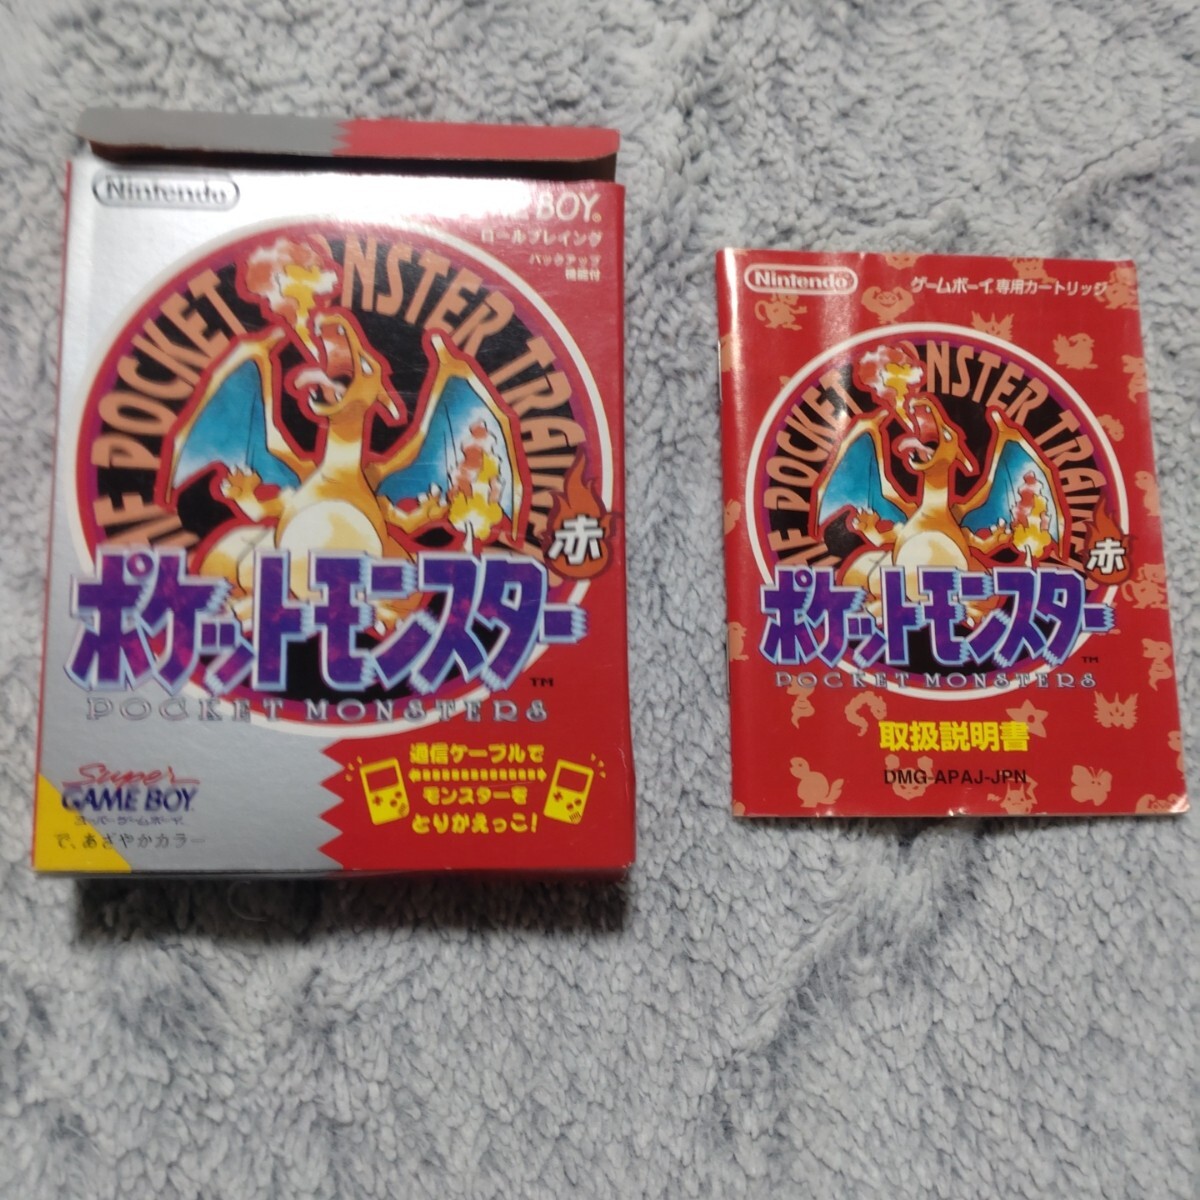 Nintendo
GAME BOY®
ロールプレイング
バックアップ
機能付
THE POCKET MONSTER TRAINER
赤
ポケットモンスター
TM
POCKET MONSTERS
通信ケーブルで
モンスターを
とりかえっこ!
Super
GAME BOY
スーパーゲームボーイ
で、あざやかカラー
Nintendo
ゲームボーイ®専用カートリッジ
THE POCKET MONSTER TRAINER
赤
ポケットモンスター
TM
POCKET MONSTERS
取扱説明書
DMG-APAJ-JPN